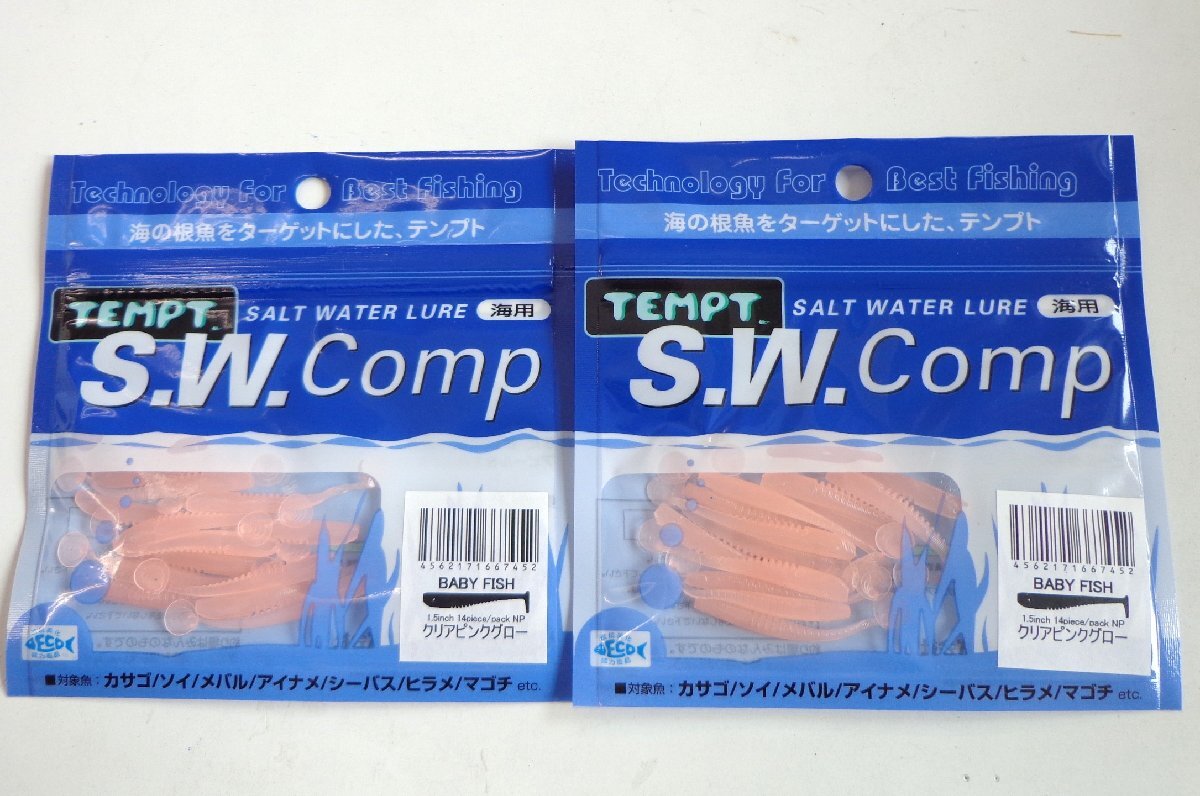 Technology For Best Fishing
海の根魚をターゲットにした、テンプト
TEMPT
SALT WATER LURE 海用
S.W.Comp
4562171667452
BABY FISH
1.5inch 14piece/pack NP
クリアピンクグロー
ECO
■対象魚：カサゴ/ソイ/メバル/アイナメ/シーバス/ヒラメ/マゴチ etc.
Technology For Best Fishing
海の根魚をターゲットにした、テンプト
TEMPT
SALT WATER LURE 海用
S.W.Comp
4562171667452
BABY FISH
1.5inch 14piece/pack NP
クリアピンクグロー
ECO
■対象魚：カサゴ/ソイ/メバル/アイナメ/シーバス/ヒラメ/マゴチ etc.